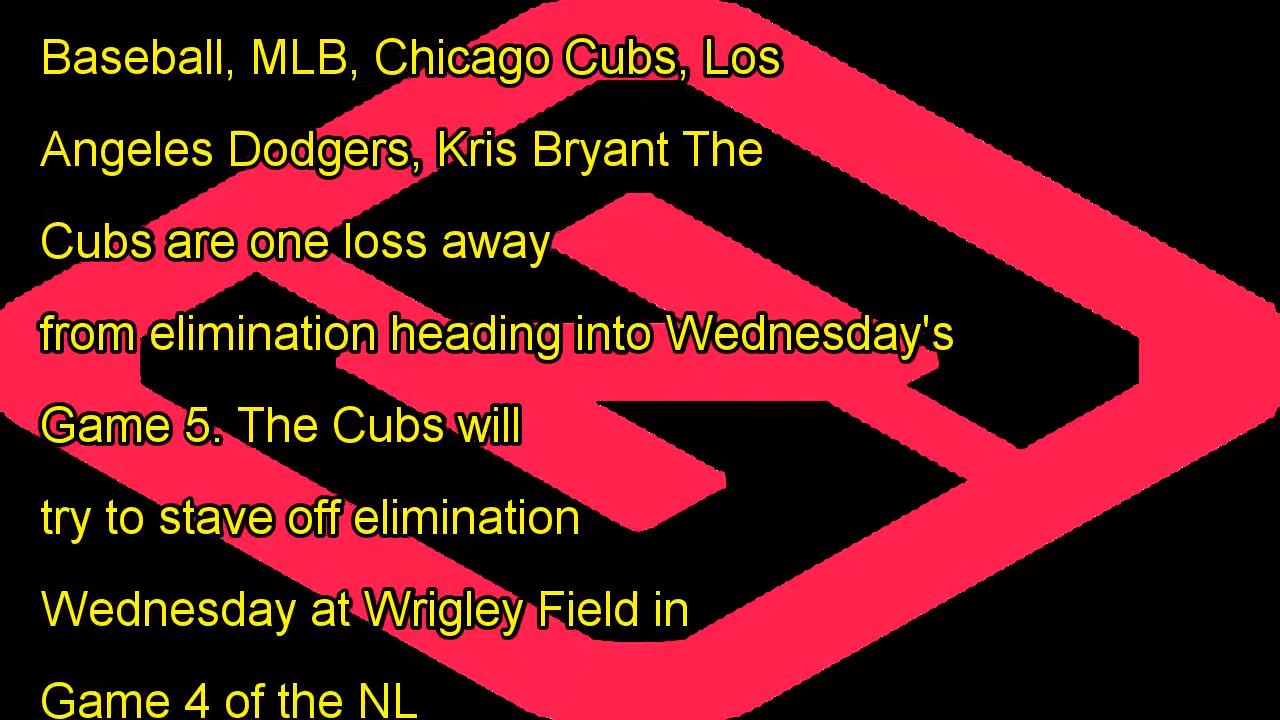 Baseball, MLB, Chicago Cubs, Los
Angeles Dodgers, Kris Bryant The
Cubs are one loss away
from elimination heading into Wednesday's
Game 5. The Cubs will
try to stave off elimination
Wednesday at Wrigley Field in
Game 4 of the NL